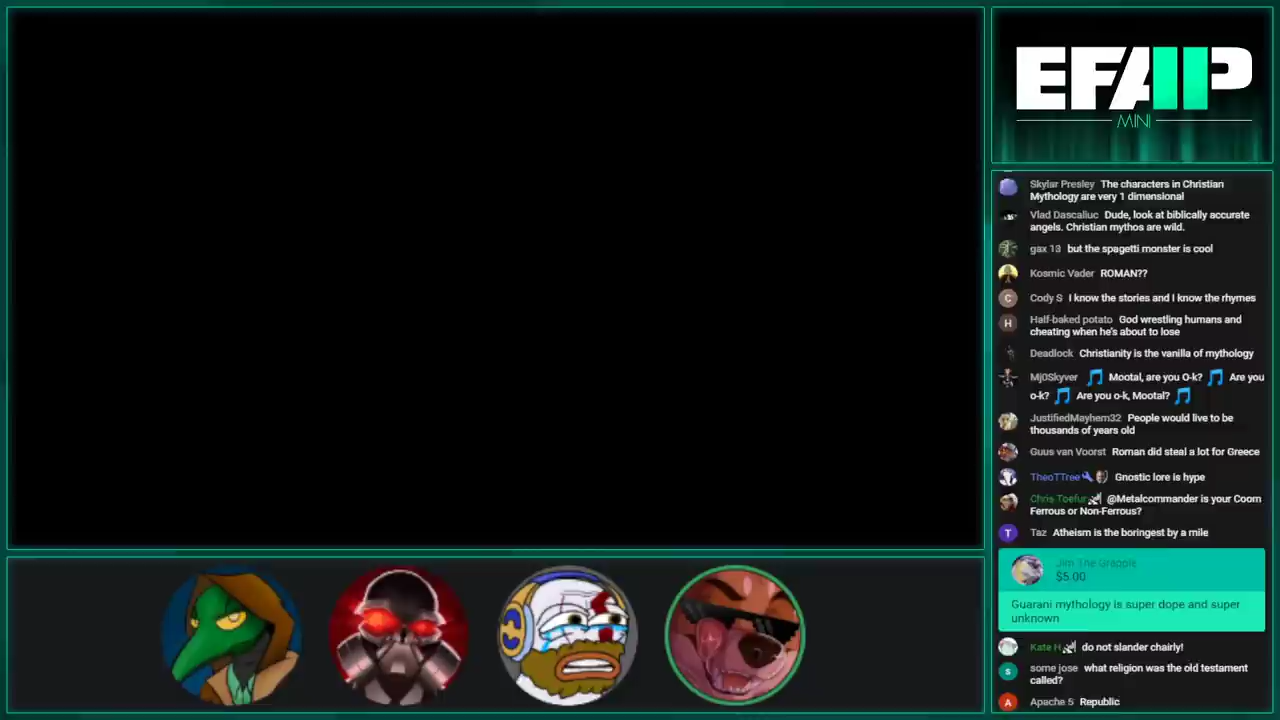 EFAP
MINI
Skylar Presley The characters in Christian
Mythology are very 1 dimensional
Vlad Dascaliuc Dude, look at biblically accurate
angels. Christian mythos are wild.
gax 13 but the spagetti monster is cool
Kosmic Vader ROMAN??
C Cody S I know the stories and I know the rhymes
H Half-baked potato God wrestling humans and
cheating when he's about to lose
Deadlock Christianity is the vanilla of mythology
Mj0Skyver 🎵 Mootal, are you O-k? 🎵 Are you
o-k? 🎵 Are you o-k, Mootal? 🎵
JustifiedMayhem32 People would live to be
thousands of years old
Guus van Voorst Roman did steal a lot for Greece
TheoTTree Gnostic lore is hype
Chris Toefur @Metalcommander is your Coom
Ferrous or Non-Ferrous?
T Taz Atheism is the boringest by a mile
Jim The Grapple
$5.00
Guarani mythology is super dope and super
unknown
Kate H do not slander chairly!
s some jose what religion was the old testament
called?
A Apache 5 Republic